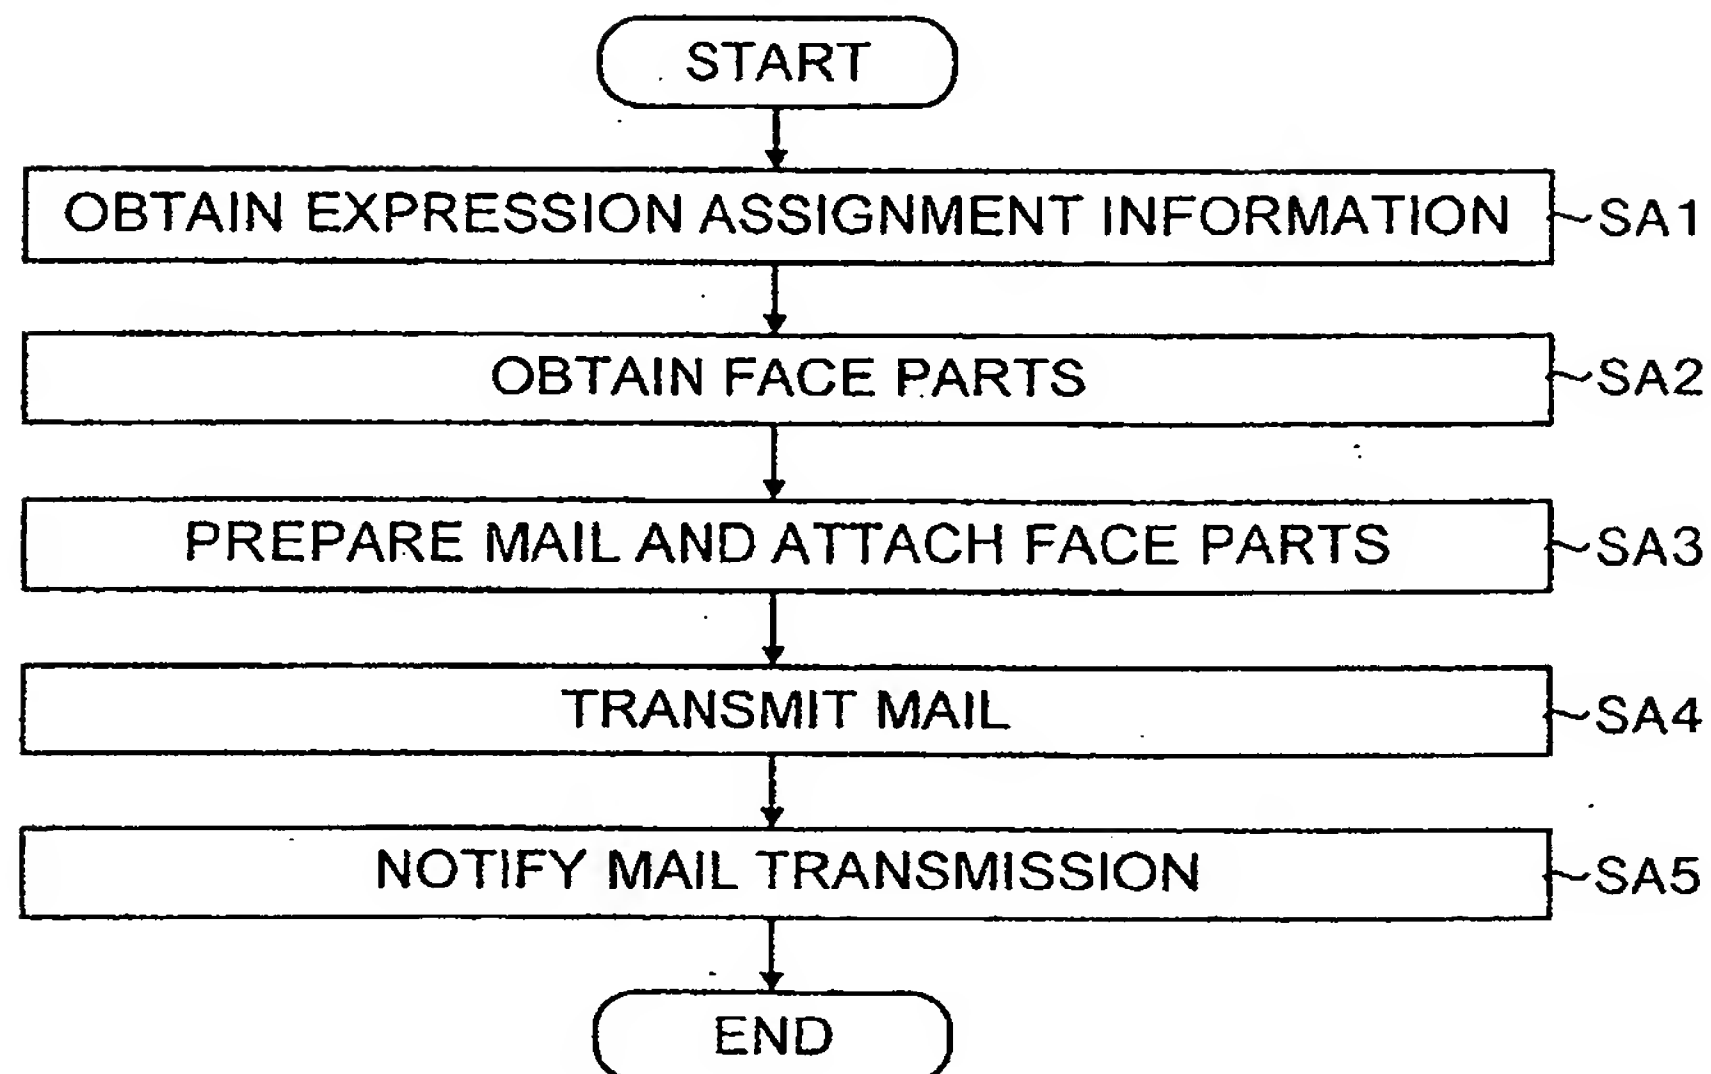 START
OBTAIN EXPRESSION ASSIGNMENT INFORMATION ~SA1
OBTAIN FACE PARTS ~SA2
PREPARE MAIL AND ATTACH FACE PARTS ~SA3
TRANSMIT MAIL ~SA4
NOTIFY MAIL TRANSMISSION ~SA5
END